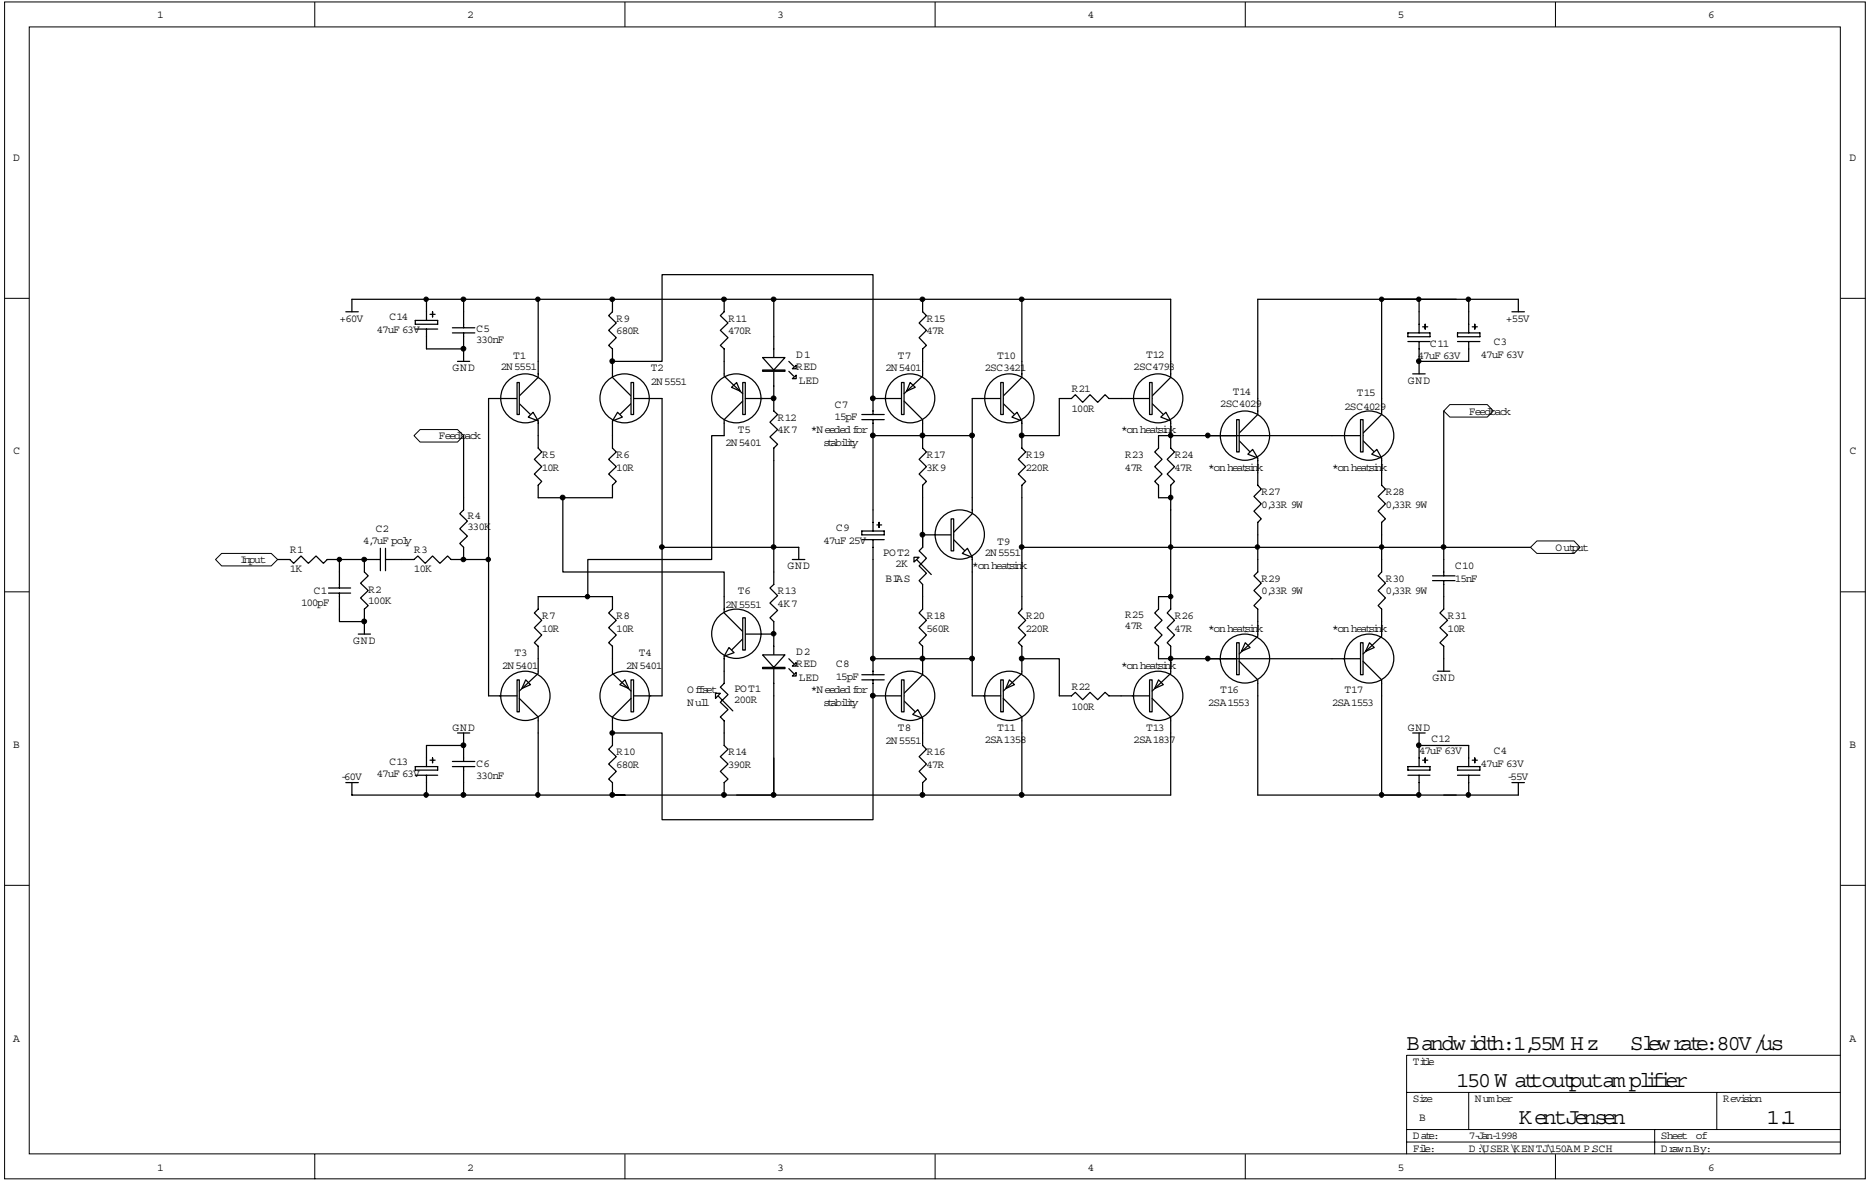 1 2 3 4 5 6
D D
+60V
C14
47uF 63V
C5
330nF
GND
R9
680R
R11
470R
R15
47R
+55V
C11
47uF 63V
C3
47uF 63V
GND
T1
2N5551
T2
2N5551
D1
RED
LED
T7
2N5401
T10
2SC3421
T12
2SC4793
T14
2SC4029
T15
2SC4029
R21
100R
C7
15pF
*Needed for
stability
R12
4K7
T5
2N5401
Feedback
Feedback
*on heatsink
*on heatsink
*on heatsink
C C
R5
10R
R6
10R
R17
3K9
R19
220R
R23
47R
R24
47R
R27
0,33R 9W
R28
0,33R 9W
R4
330K
C2
4,7uF poly
C9
47uF 25V
Input
R1
1K
R3
10K
C1
100pF
R2
100K
GND
GND
POT2
2K
BIAS
T9
2N5551
*on heatsink
Output
C10
15nF
R29
0,33R 9W
R30
0,33R 9W
T6
2N5551
R13
4K7
R7
10R
R8
10R
R18
560R
R20
220R
R25
47R
R26
47R
*on heatsink
*on heatsink
R31
10R
GND
T3
2N5401
T4
2N5401
D2
RED
LED
C8
15pF
*Needed for
stability
*on heatsink
Offset
Null
POT1
200R
R22
100R
T16
2SA1553
T17
2SA1553
T8
2N5551
T11
2SA1358
T13
2SA1837
B B
GND
C13
47uF 63V
C6
330nF
-60V
R10
680R
R14
390R
R16
47R
GND
C12
47uF 63V
C4
47uF 63V
-55V
A A
Bandwidth:1,55MHz Slewrate:80V/us
Title
150 Watt output amplifier
Size
B
Number
Kent Jensen
Revision
1.1
Date: 7-Jan-1998 Sheet of
File: D:\USER\KENTJ\150AMP.SCH Drawn By:
1 2 3 4 5 6